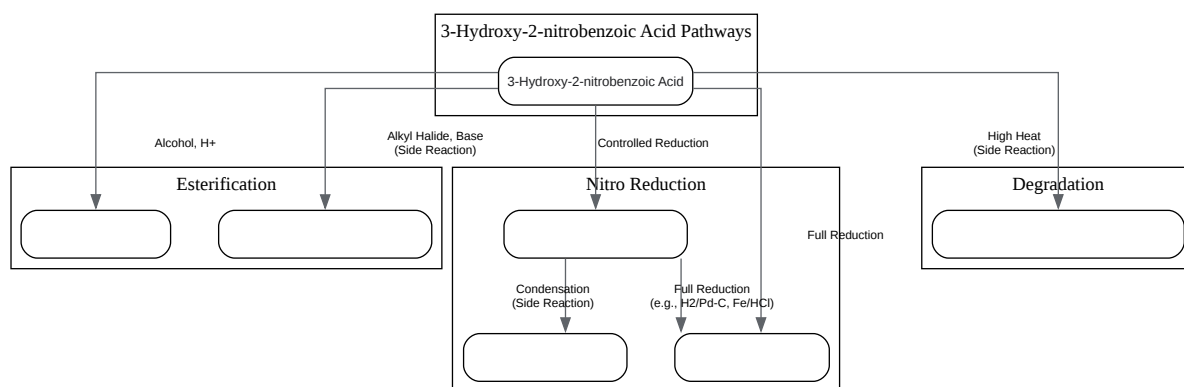 3-Hydroxy-2-nitrobenzoic Acid Pathways
3-Hydroxy-2-nitrobenzoic Acid
Alcohol, H+
Alkyl Halide, Base
(Side Reaction)
Controlled Reduction
High Heat
(Side Reaction)
Esterification
Nitro Reduction
Degradation
Full Reduction
Condensation
(Side Reaction)
Full Reduction
(e.g., H2/Pd-C, Fe/HCl)